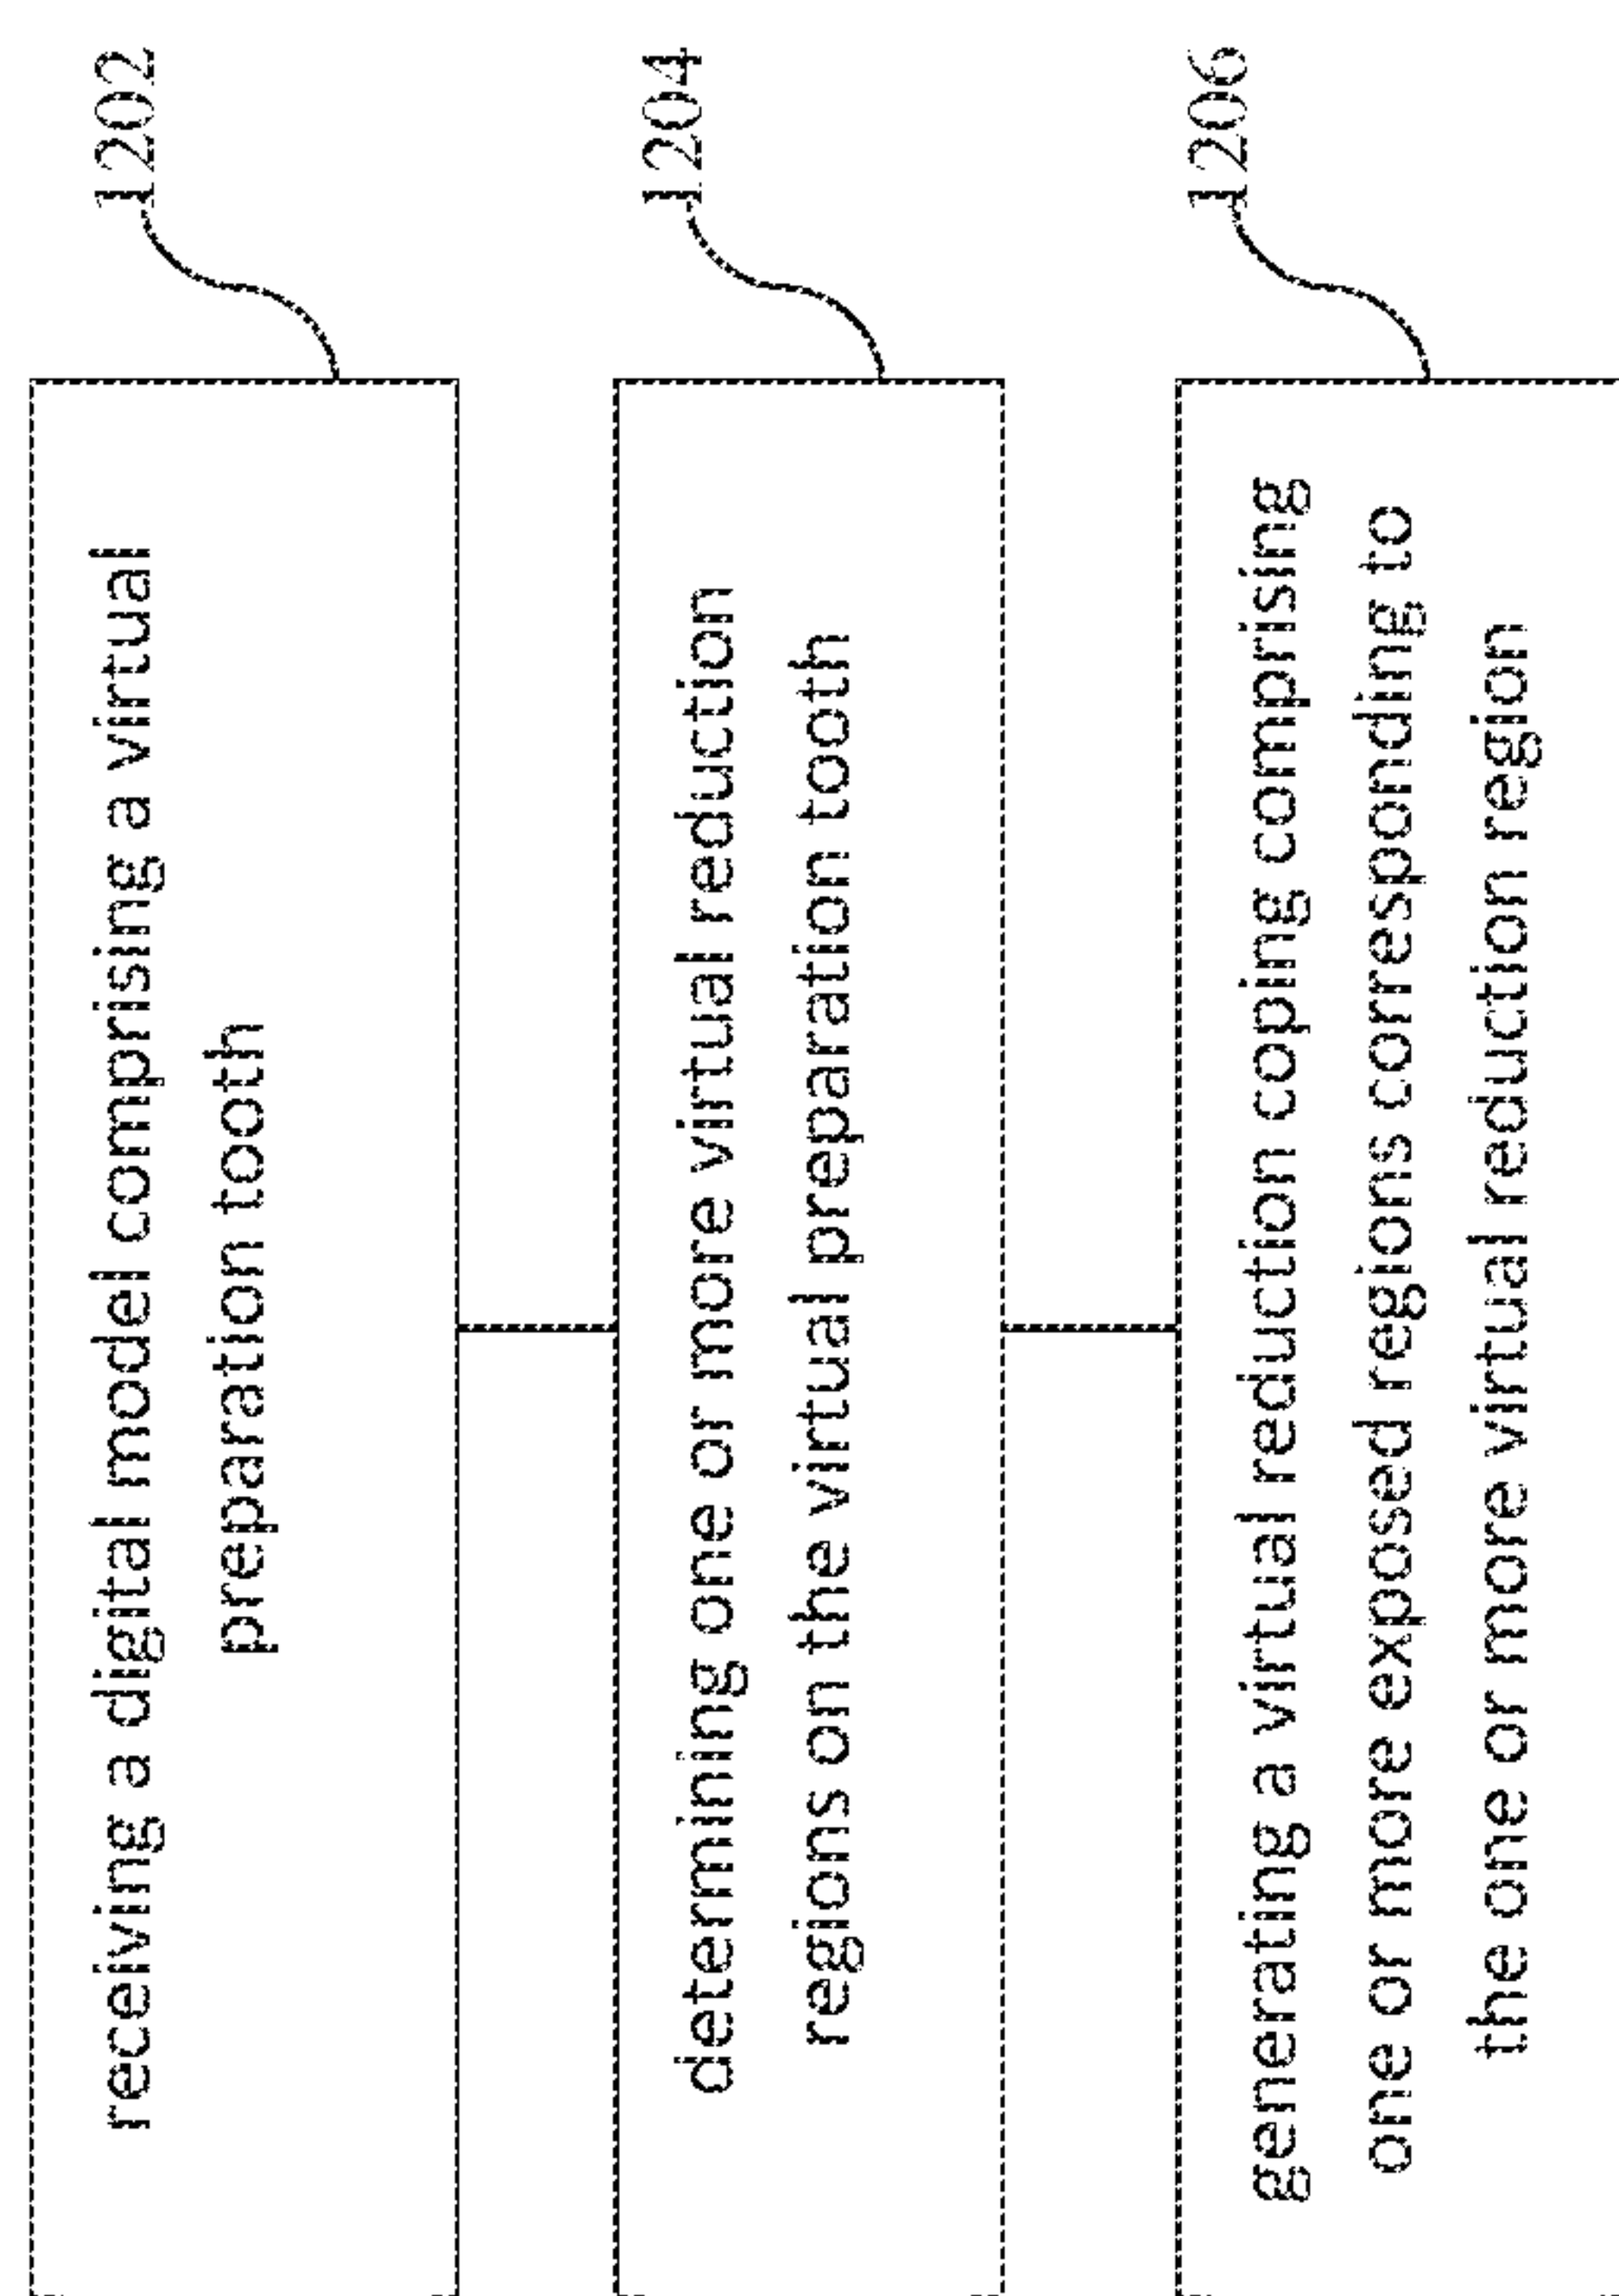 receiving a digital model comprising a virtual
preparation tooth
1202
determining one or more virtual reduction
regions on the virtual preparation tooth
1204
generating a virtual reduction coping comprising
one or more exposed regions corresponding to
the one or more virtual reduction region
1206